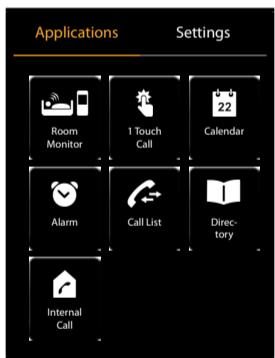 Applications Settings
Room
Monitor
1 Touch
Call
22
Calendar
Alarm
Call List
Direc-
tory
Internal
Call